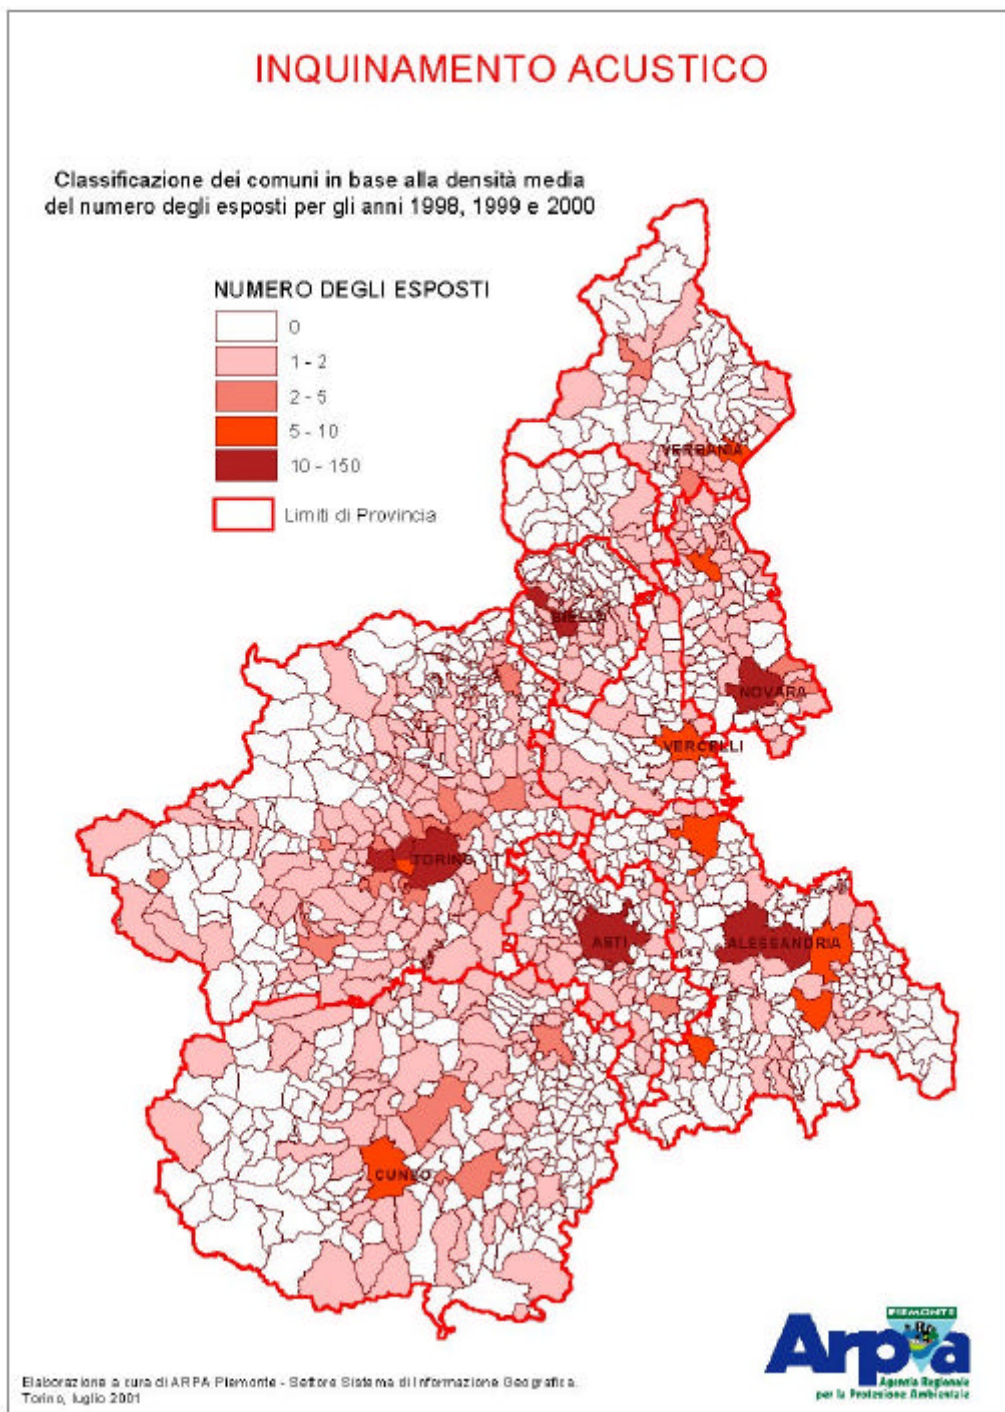 INQUINAMENTO ACUSTICO
Classificazione dei comuni in base alla densità media
del numero degli esposti per gli anni 1998, 1999 e 2000
NUMERO DEGLI ESPOSTI
0
1 - 2
2 - 5
5 - 10
10 - 150
Limiti di Provincia
VERBANIA
BIELLA
NOVARA
VERCELLI
TORINO
ASTI
ALESSANDRIA
CUNEO
PIEMONTE
Arpa
Agenzia Regionale
per la Protezione Ambientale
Elaborazione a cura di ARPA Piemonte - Settore Sistema di Informazione Geografica.
Torino, luglio 2001